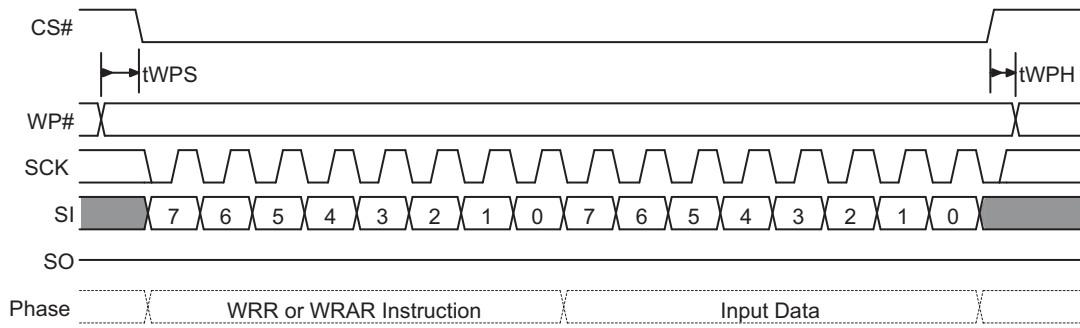 CS#
tWPS
tWPH
WP#
SCK
SI 7 6 5 4 3 2 1 0 7 6 5 4 3 2 1 0
SO
Phase WRR or WRAR Instruction Input Data